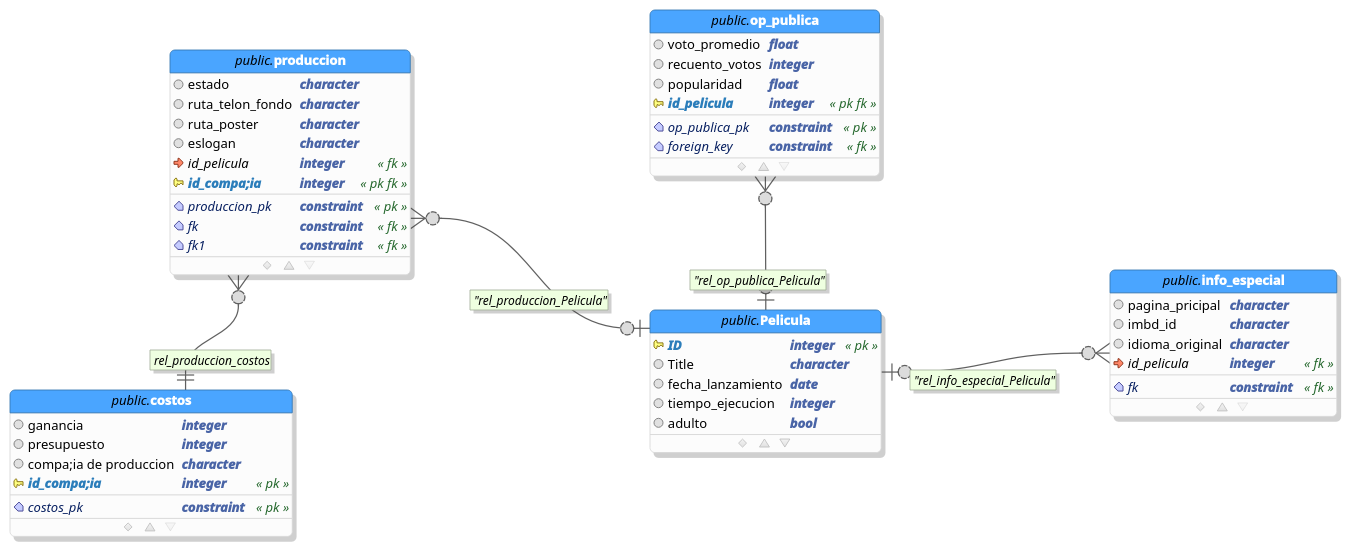 public.op_publica
voto_promedio float
recuento_votos integer
popularidad float
id_pelicula integer « pk fk »
op_publica_pk constraint « pk »
foreign_key constraint « fk »
public.produccion
estado character
ruta_telon_fondo character
ruta_poster character
eslogan character
id_pelicula integer « fk »
id_compa;ia integer « pk fk »
produccion_pk constraint « pk »
fk constraint « fk »
fk1 constraint « fk »
"rel_op_publica_Pelicula"
"rel_produccion_Pelicula"
public.info_especial
pagina_pricipal character
imbd_id character
idioma_original character
id_pelicula integer « fk »
fk constraint « fk »
public.Pelicula
ID integer « pk »
Title character
fecha_lanzamiento date
tiempo_ejecucion integer
adulto bool
"rel_info_especial_Pelicula"
rel_produccion_costos
public.costos
ganancia integer
presupuesto integer
compa;ia de produccion character
id_compa;ia integer « pk »
costos_pk constraint « pk »